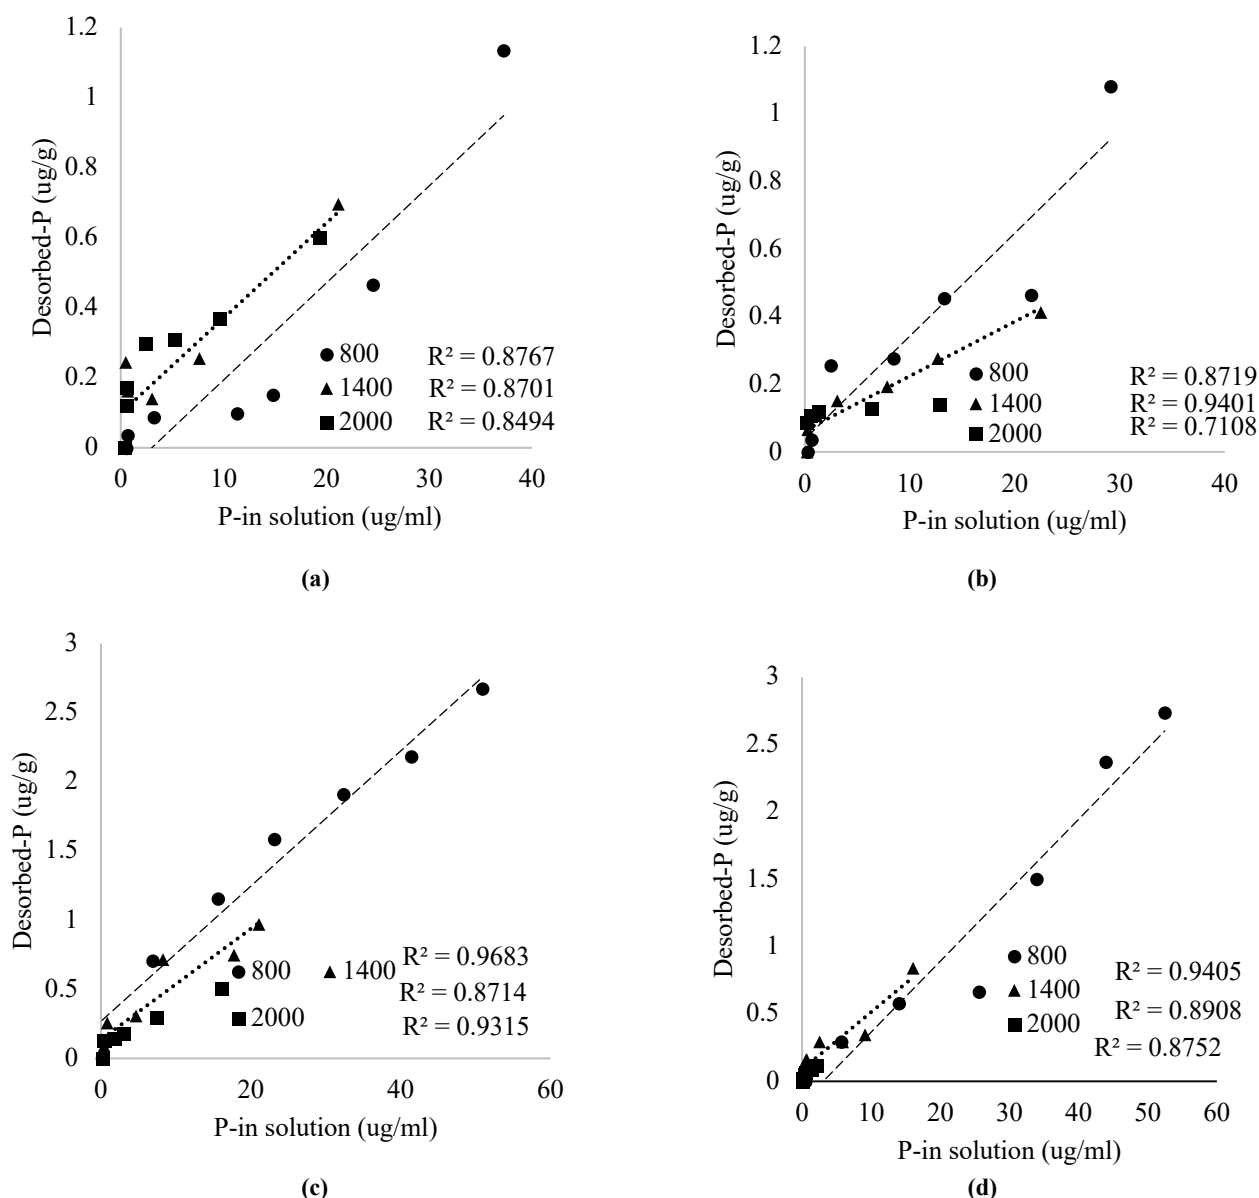 1.2
1
0.8
0.6
0.4
0.2
0
Desorbed-P (ug/g)
800
1400
2000
R² = 0.8767
R² = 0.8701
R² = 0.8494
0 10 20 30 40
P-in solution (ug/ml)
(a)
1.2
1
0.8
0.6
0.4
0.2
0
Desorbed-P (ug/g)
800
1400
2000
R² = 0.8719
R² = 0.9401
R² = 0.7108
0 10 20 30 40
P-in solution (ug/ml)
(b)
3
2.5
2
1.5
1
0.5
0
Desorbed-P (ug/g)
800 1400
2000
R² = 0.9683
R² = 0.8714
R² = 0.9315
0 20 40 60
P-in solution (ug/ml)
(c)
3
2.5
2
1.5
1
0.5
0
Desorbed-P (ug/g)
800
1400
2000
R² = 0.9405
R² = 0.8908
R² = 0.8752
0 10 20 30 40 50 60
P-in solution (ug/ml)
(d)